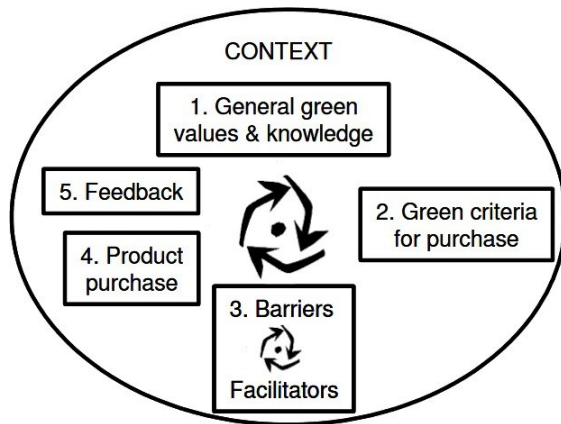 CONTEXT
1. General green
values & knowledge
5. Feedback
2. Green criteria
for purchase
4. Product
purchase
3. Barriers
Facilitators